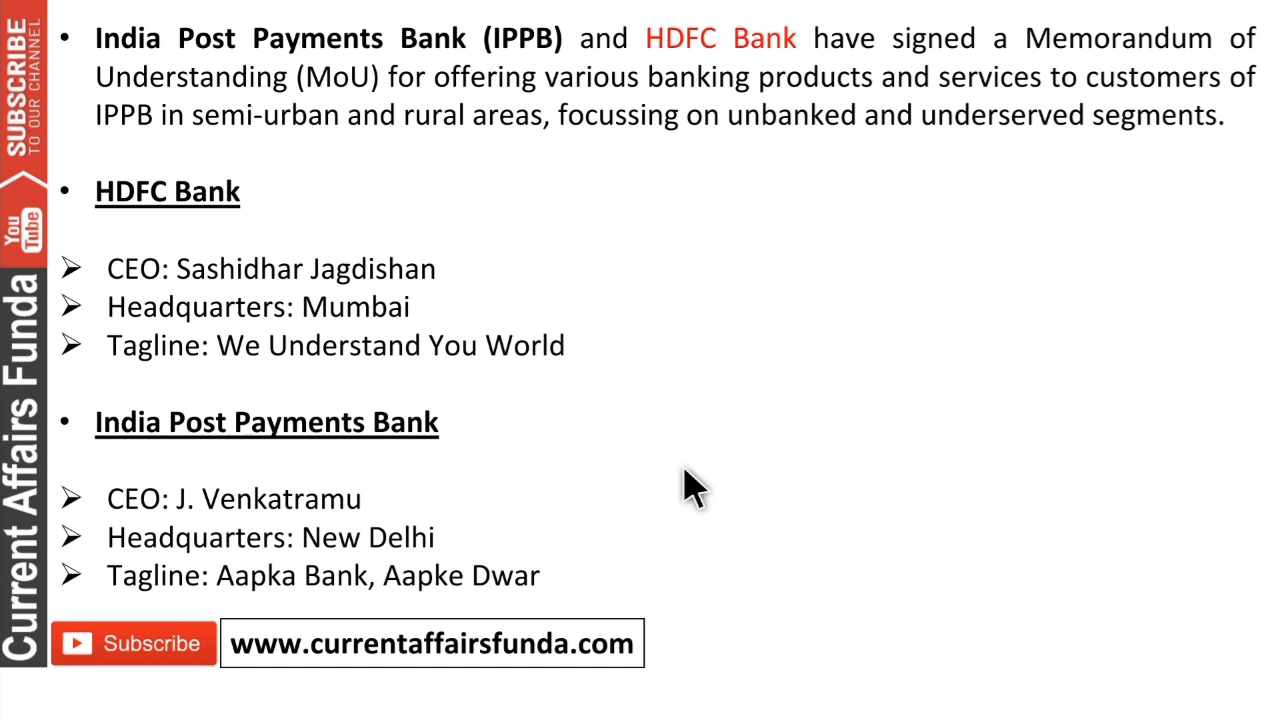 • India Post Payments Bank (IPPB) and HDFC Bank have signed a Memorandum of
Understanding (MoU) for offering various banking products and services to customers of
IPPB in semi-urban and rural areas, focussing on unbanked and underserved segments.
• HDFC Bank
➢ CEO: Sashidhar Jagdishan
➢ Headquarters: Mumbai
➢ Tagline: We Understand You World
• India Post Payments Bank
➢ CEO: J. Venkatramu
➢ Headquarters: New Delhi
➢ Tagline: Aapka Bank, Aapke Dwar
Subscribe
www.currentaffairsfunda.com
SUBSCRIBE
TO OUR CHANNEL
You
Tube
Current Affairs Funda